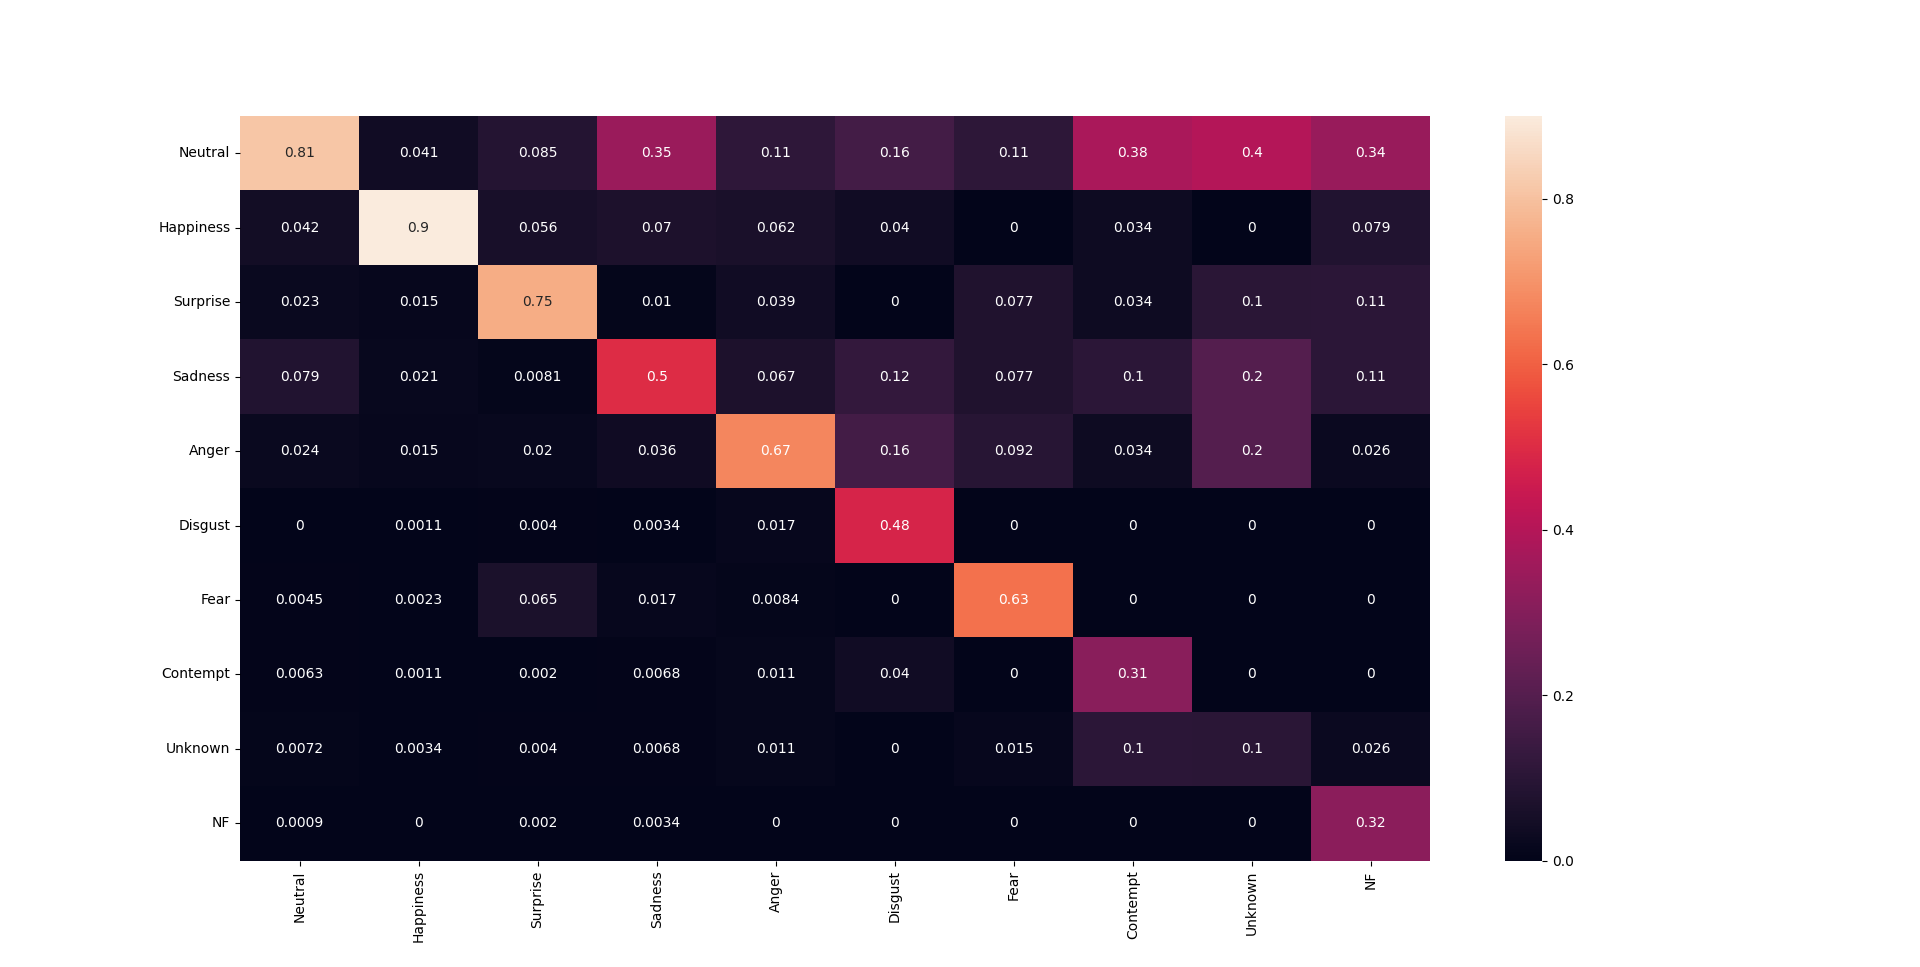 Neutral 0.81 0.041 0.085 0.35 0.11 0.16 0.11 0.38 0.4 0.34
Happiness 0.042 0.9 0.056 0.07 0.062 0.04 0 0.034 0 0.079
Surprise 0.023 0.015 0.75 0.01 0.039 0 0.077 0.034 0.1 0.11
Sadness 0.079 0.021 0.0081 0.5 0.067 0.12 0.077 0.1 0.2 0.11
Anger 0.024 0.015 0.02 0.036 0.67 0.16 0.092 0.034 0.2 0.026
Disgust 0 0.0011 0.004 0.0034 0.017 0.48 0 0 0 0
Fear 0.0045 0.0023 0.065 0.017 0.0084 0 0.63 0 0 0
Contempt 0.0063 0.0011 0.002 0.0068 0.011 0.04 0 0.31 0 0
Unknown 0.0072 0.0034 0.004 0.0068 0.011 0 0.015 0.1 0.1 0.026
NF 0.0009 0 0.002 0.0034 0 0 0 0 0 0.32
Neutral Happiness Surprise Sadness Anger Disgust Fear Contempt Unknown NF
0.8
0.6
0.4
0.2
0.0